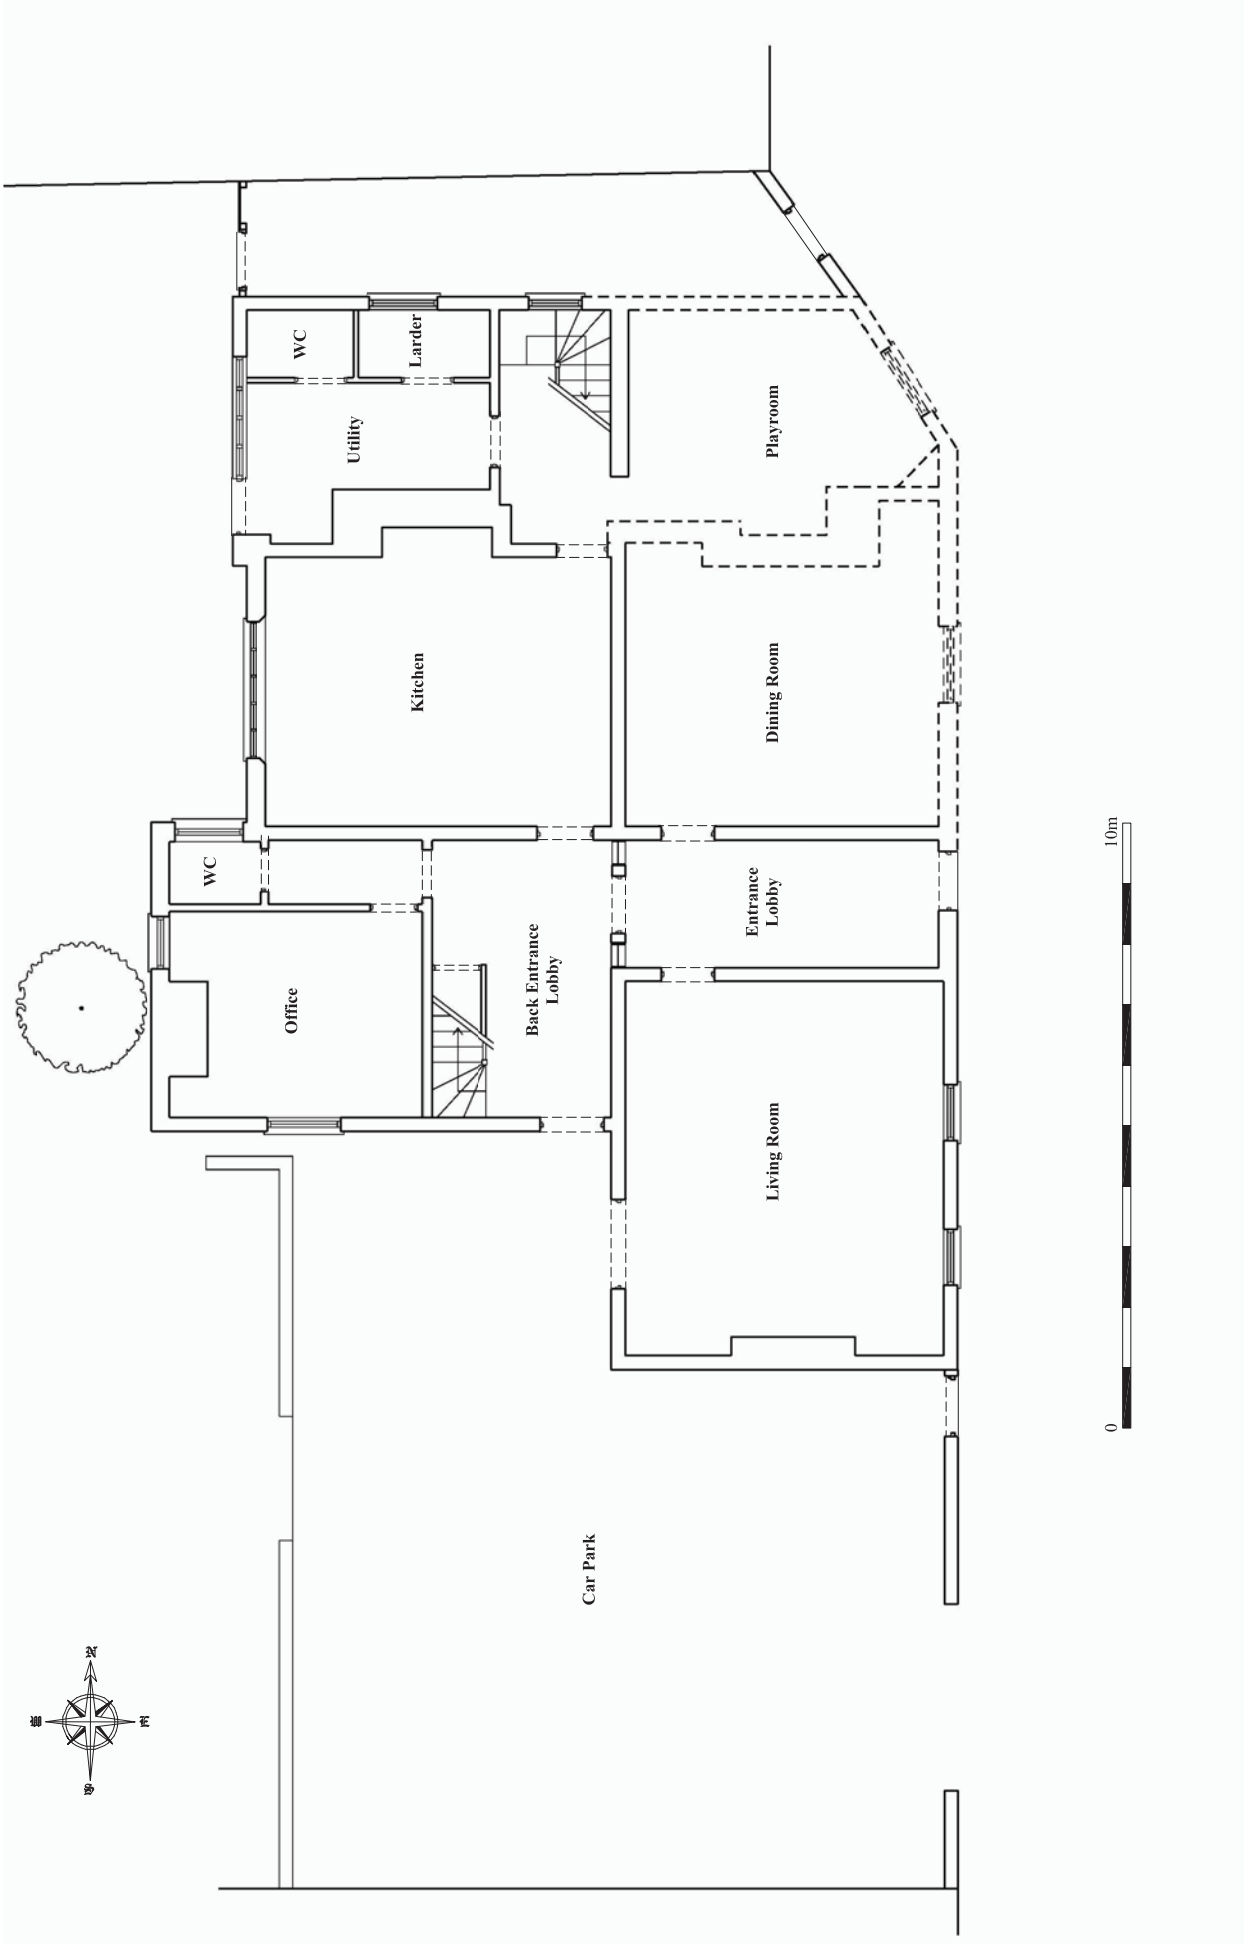 WC
Larder
Utility
Playroom
Kitchen
Dining Room
WC
Entrance
Lobby
Back Entrance
Lobby
Office
Living Room
Car Park
10m
0
N
W
E
S